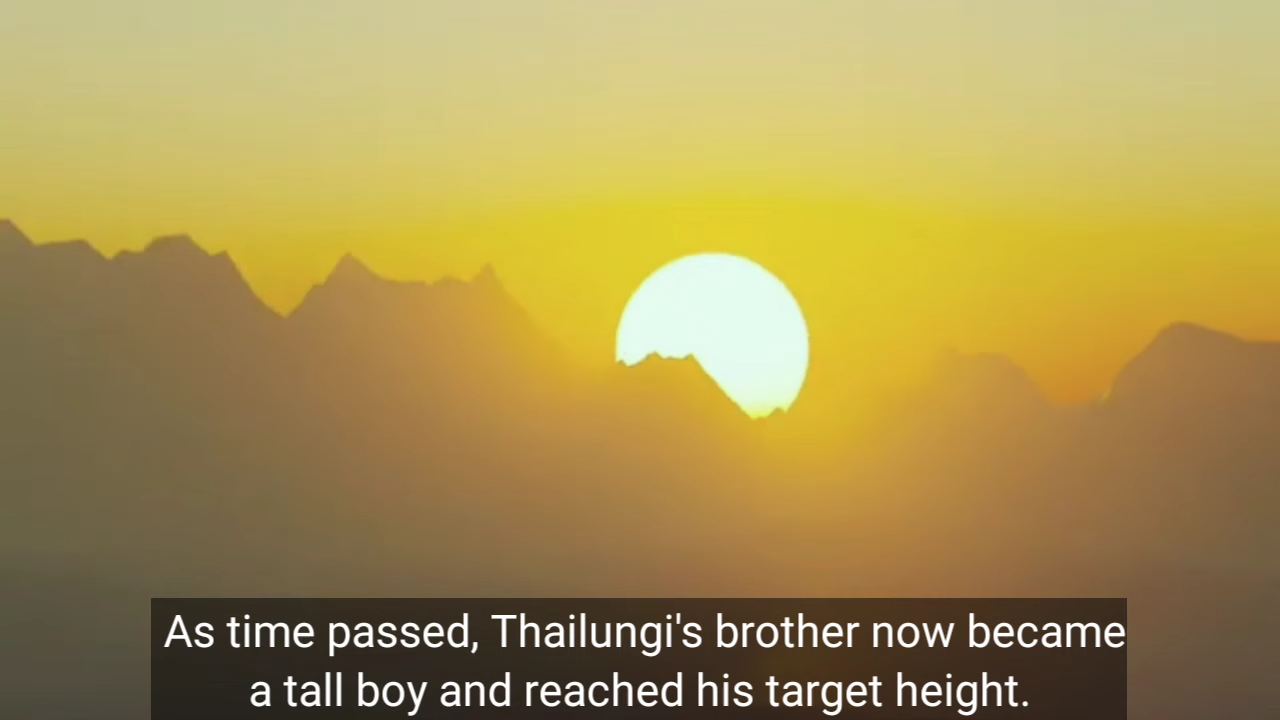 As time passed, Thailungi's brother now became
a tall boy and reached his target height.